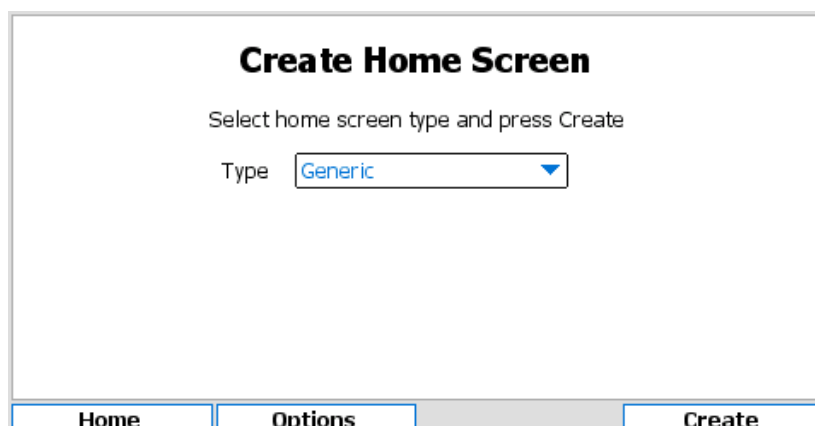 Create Home Screen
Select home screen type and press Create
Type Generic
Home Options Create